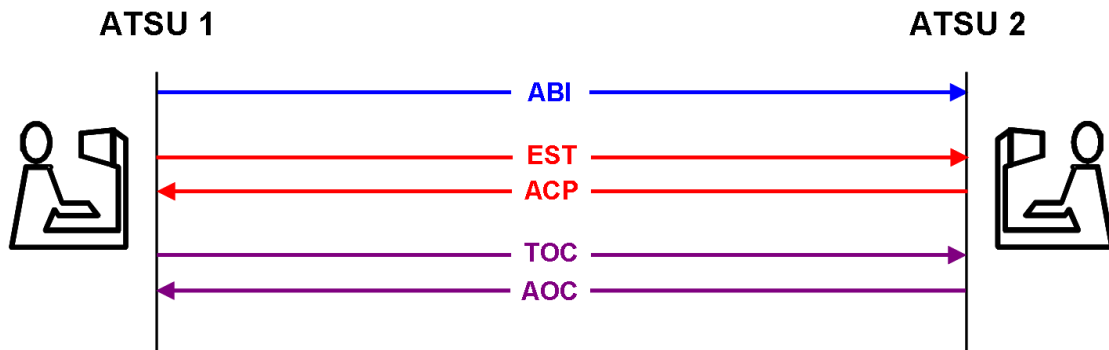 ATSU 1
ATSU 2
ABI
EST
ACP
TOC
AOC